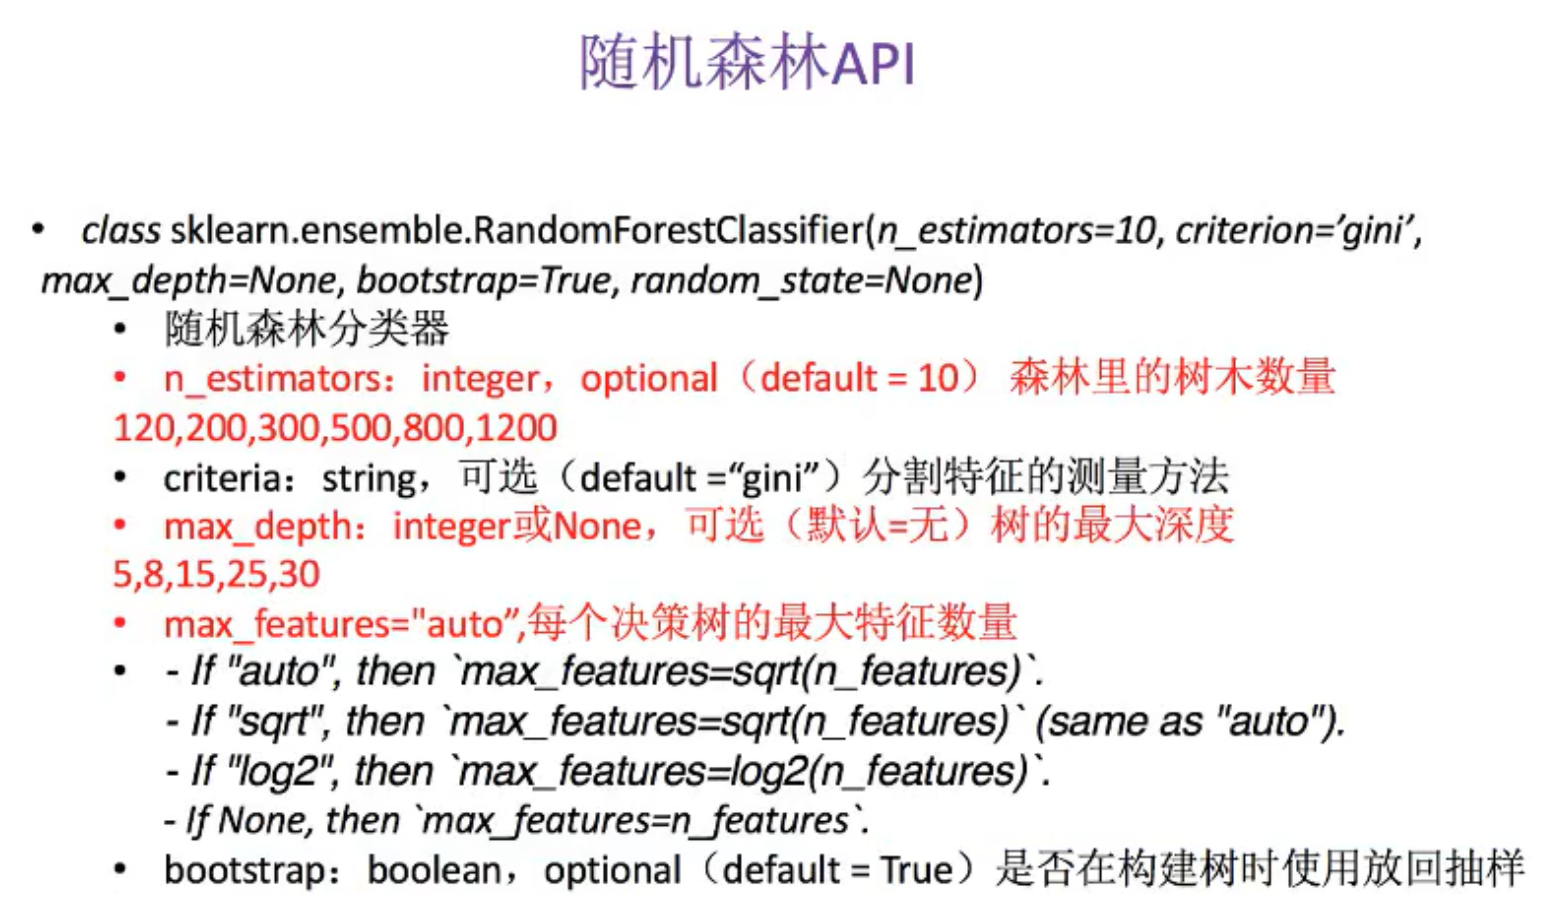 随机森林API
• class sklearn.ensemble.RandomForestClassifier(n_estimators=10, criterion=’gini’,
max_depth=None, bootstrap=True, random_state=None)
• 随机森林分类器
• n_estimators：integer，optional（default = 10） 森林里的树木数量
120,200,300,500,800,1200
• criteria：string，可选（default =“gini”）分割特征的测量方法
• max_depth：integer或None，可选（默认=无）树的最大深度
5,8,15,25,30
• max_features="auto”,每个决策树的最大特征数量
• - If "auto", then `max_features=sqrt(n_features)`.
- If "sqrt", then `max_features=sqrt(n_features)` (same as "auto").
- If "log2", then `max_features=log2(n_features)`.
- If None, then `max_features=n_features`.
• bootstrap：boolean，optional（default = True）是否在构建树时使用放回抽样